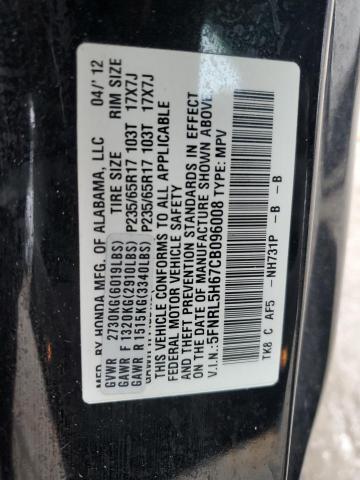 MFD. BY HONDA MFG. OF ALABAMA, LLC 04/'12
GVWR 2730KG(6019LBS) TIRE SIZE RIM SIZE
GAWR F 1320KG(2910LBS) P235/65R17 103T 17X7J
GAWR R 1515KG(3340LBS) P235/65R17 103T 17X7J
THIS VEHICLE CONFORMS TO ALL APPLICABLE
FEDERAL MOTOR VEHICLE SAFETY
AND THEFT PREVENTION STANDARDS IN EFFECT
ON THE DATE OF MANUFACTURE SHOWN ABOVE.
V.I.N.:5FNRL5H67CB096008 TYPE: MPV
TK8 C AF5 -NH731P -B -B